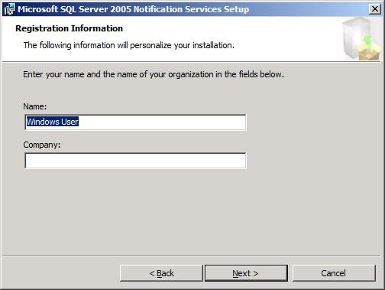 Microsoft SQL Server 2005 Notification Services Setup
Registration Information
The following information will personalize your installation.
Enter your name and the name of your organization in the fields below.
Name:
Windows User
Company:
< Back
Next >
Cancel